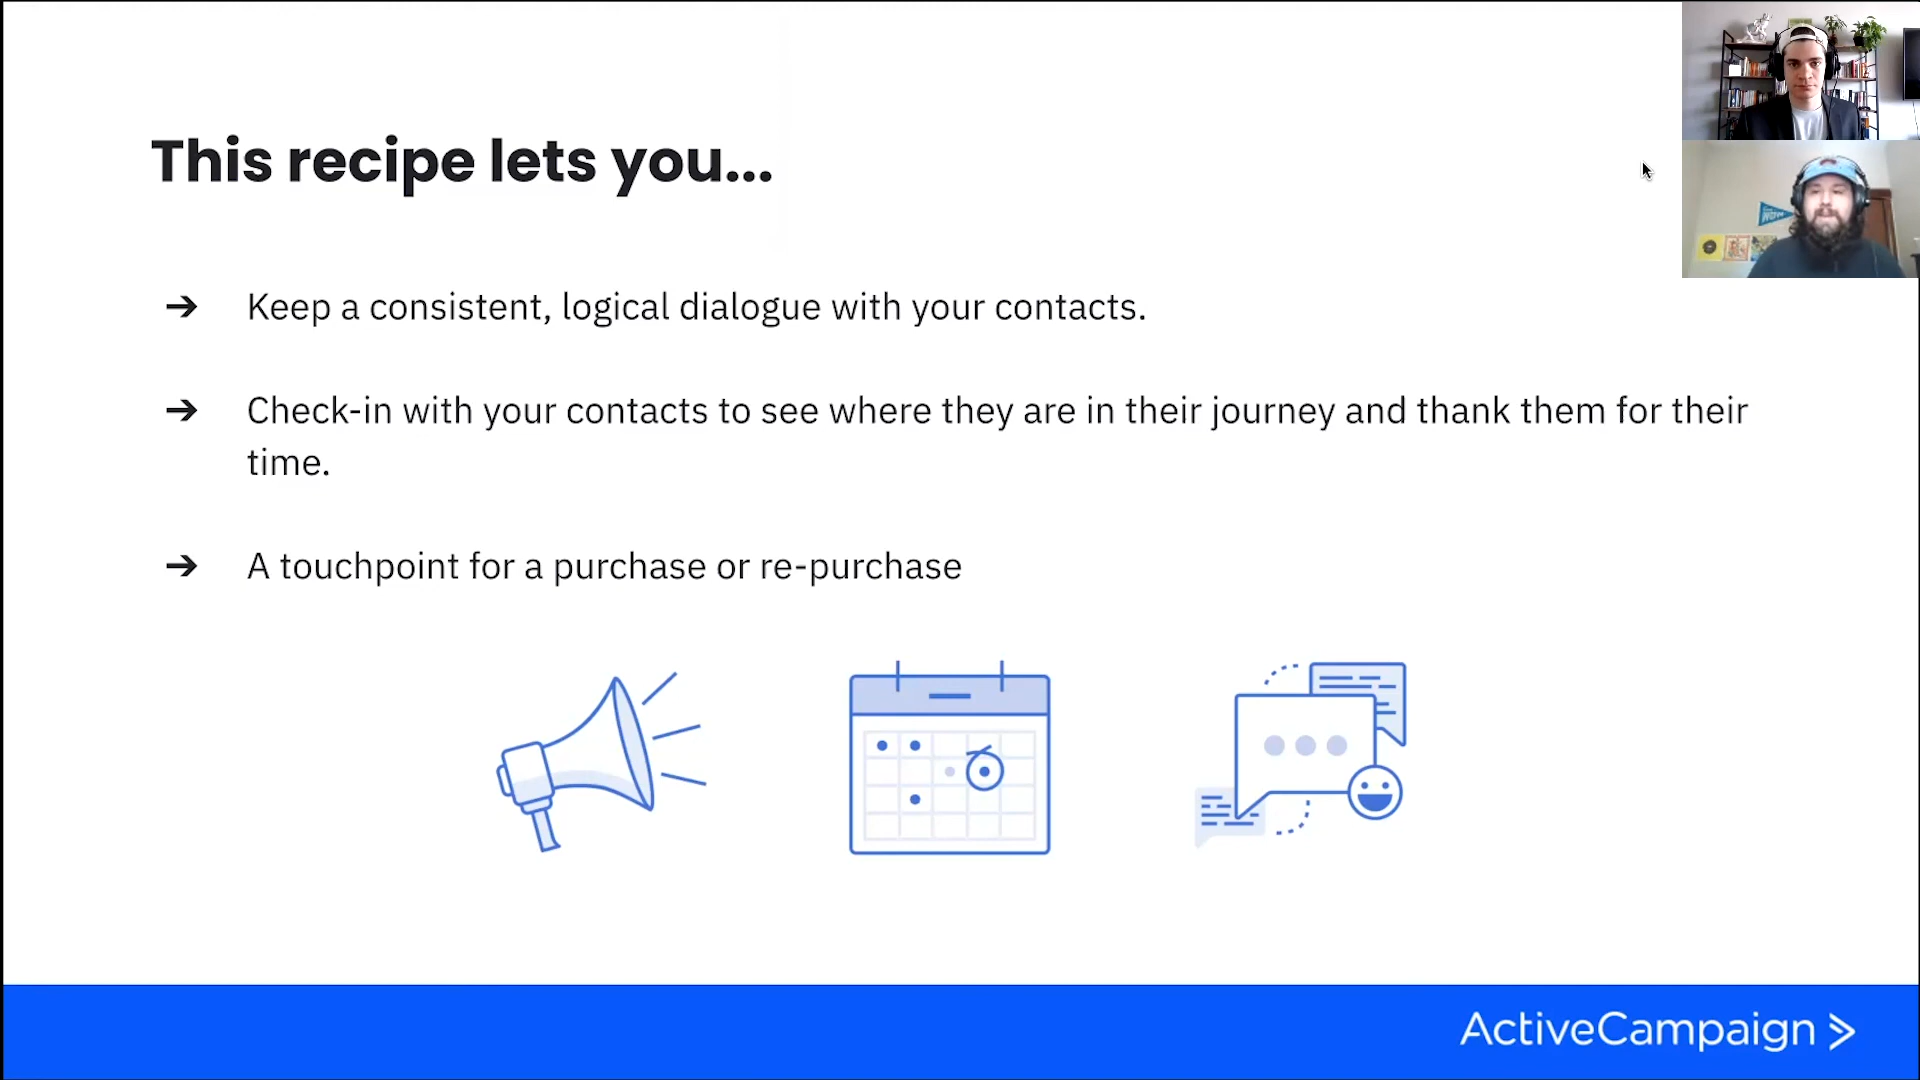 This recipe lets you...
➔ Keep a consistent, logical dialogue with your contacts.
➔ Check-in with your contacts to see where they are in their journey and thank them for their
time.
➔ A touchpoint for a purchase or re-purchase
ActiveCampaign